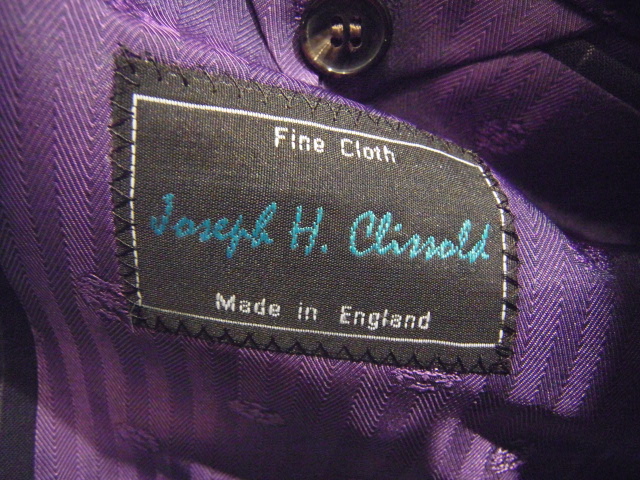 Fine Cloth
Joseph H. Clissold
Made in England